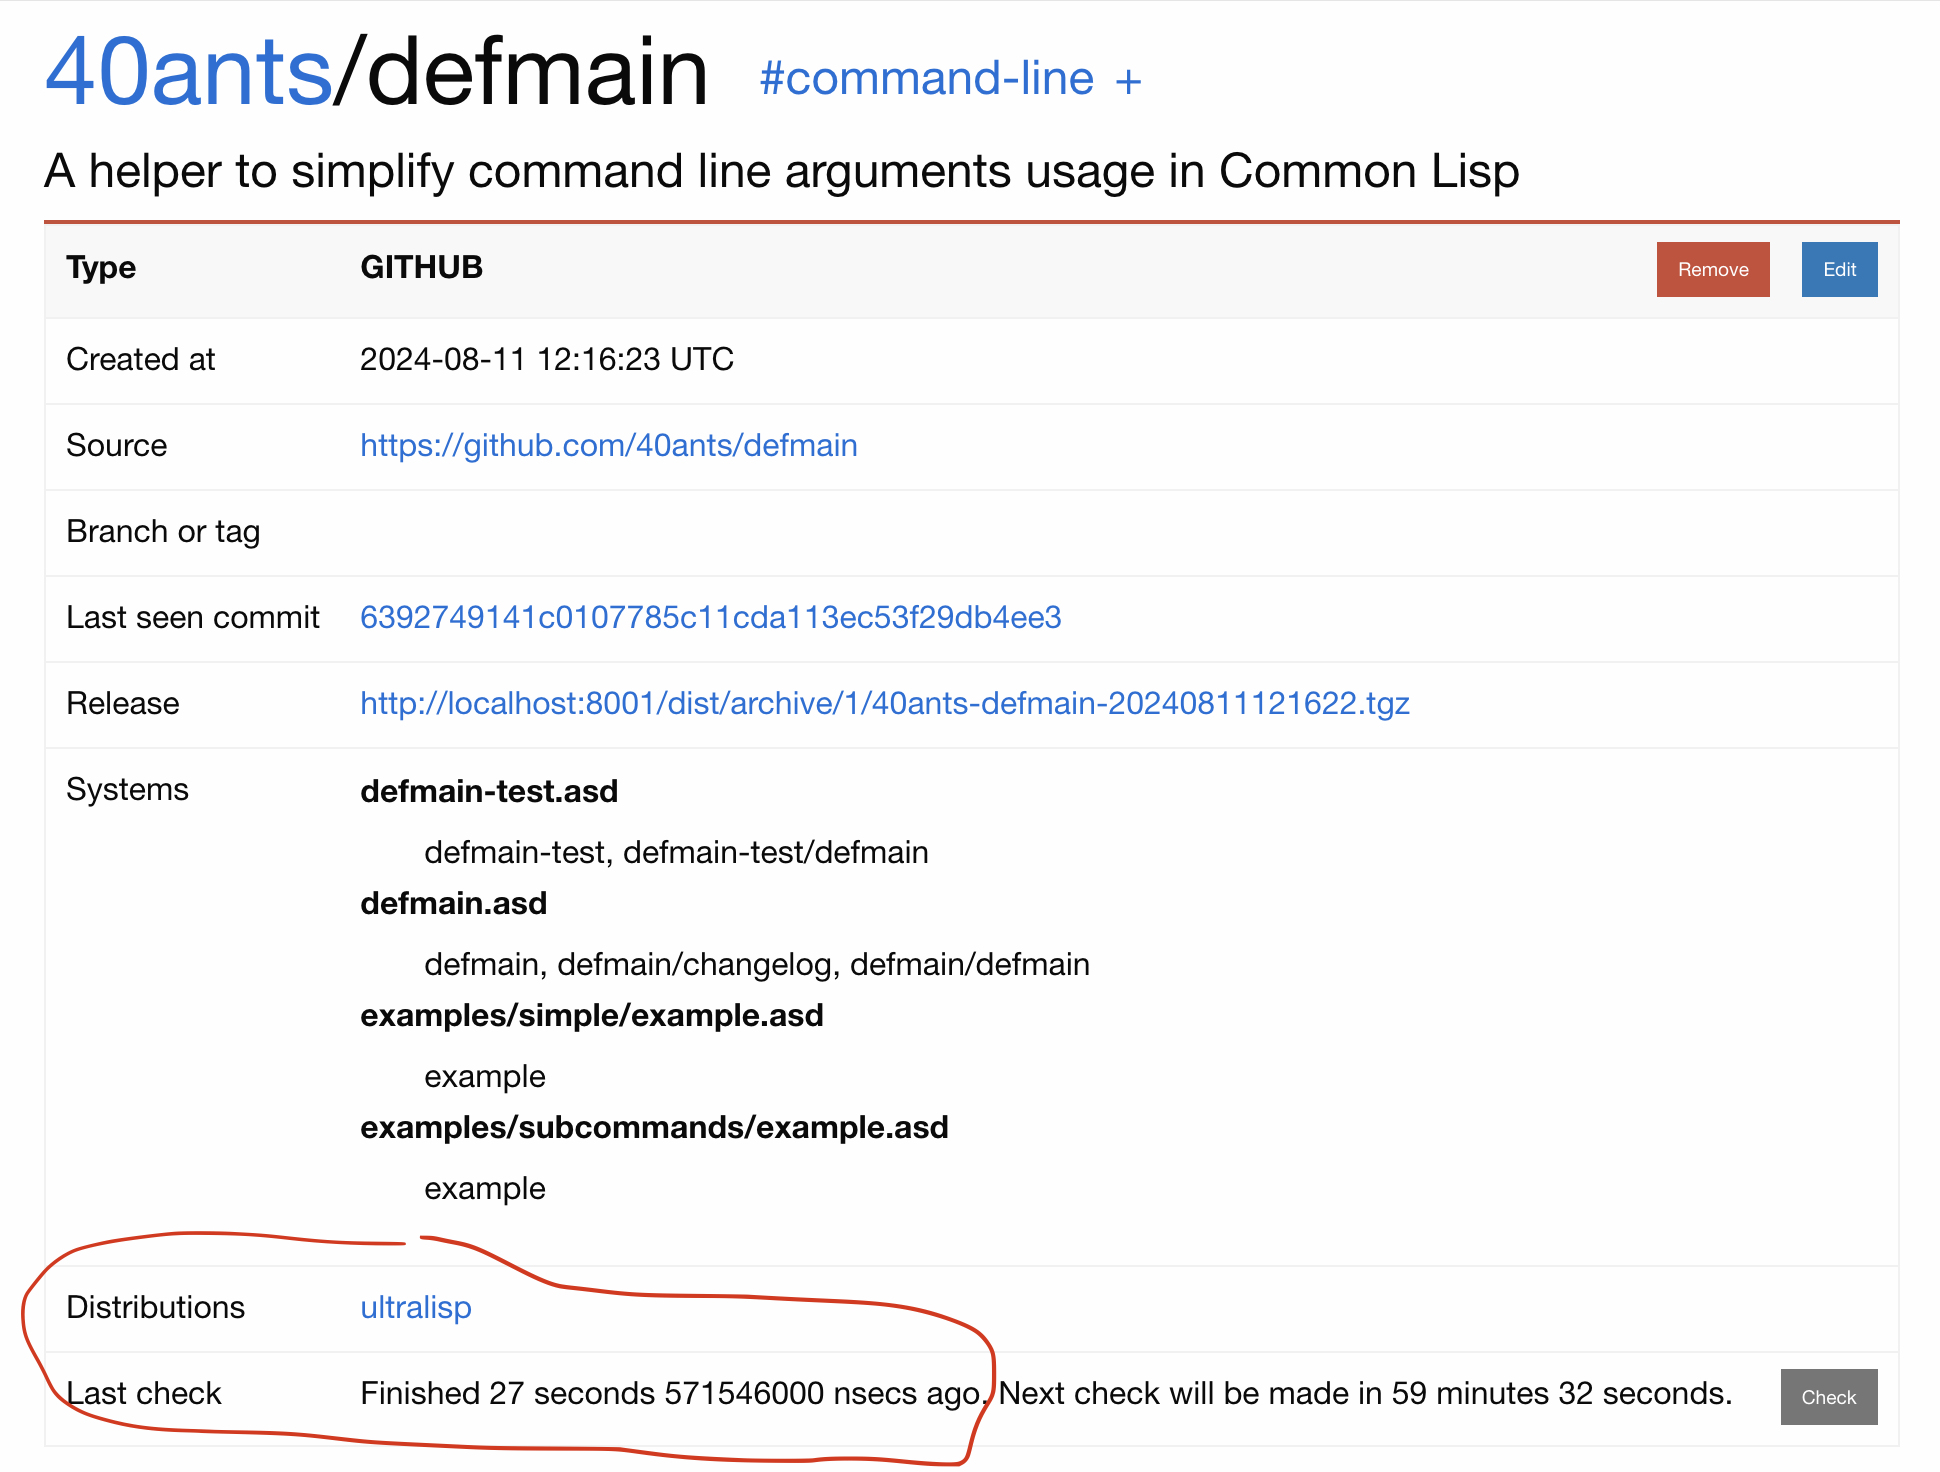 40ants/defmain #command-line +
A helper to simplify command line arguments usage in Common Lisp
Type GITHUB Remove Edit
Created at 2024-08-11 12:16:23 UTC
Source https://github.com/40ants/defmain
Branch or tag
Last seen commit 6392749141c0107785c11cda113ec53f29db4ee3
Release http://localhost:8001/dist/archive/1/40ants-defmain-20240811121622.tgz
Systems defmain-test.asd
defmain-test, defmain-test/defmain
defmain.asd
defmain, defmain/changelog, defmain/defmain
examples/simple/example.asd
example
examples/subcommands/example.asd
example
Distributions ultralisp
Last check Finished 27 seconds 571546000 nsecs ago. Next check will be made in 59 minutes 32 seconds. Check